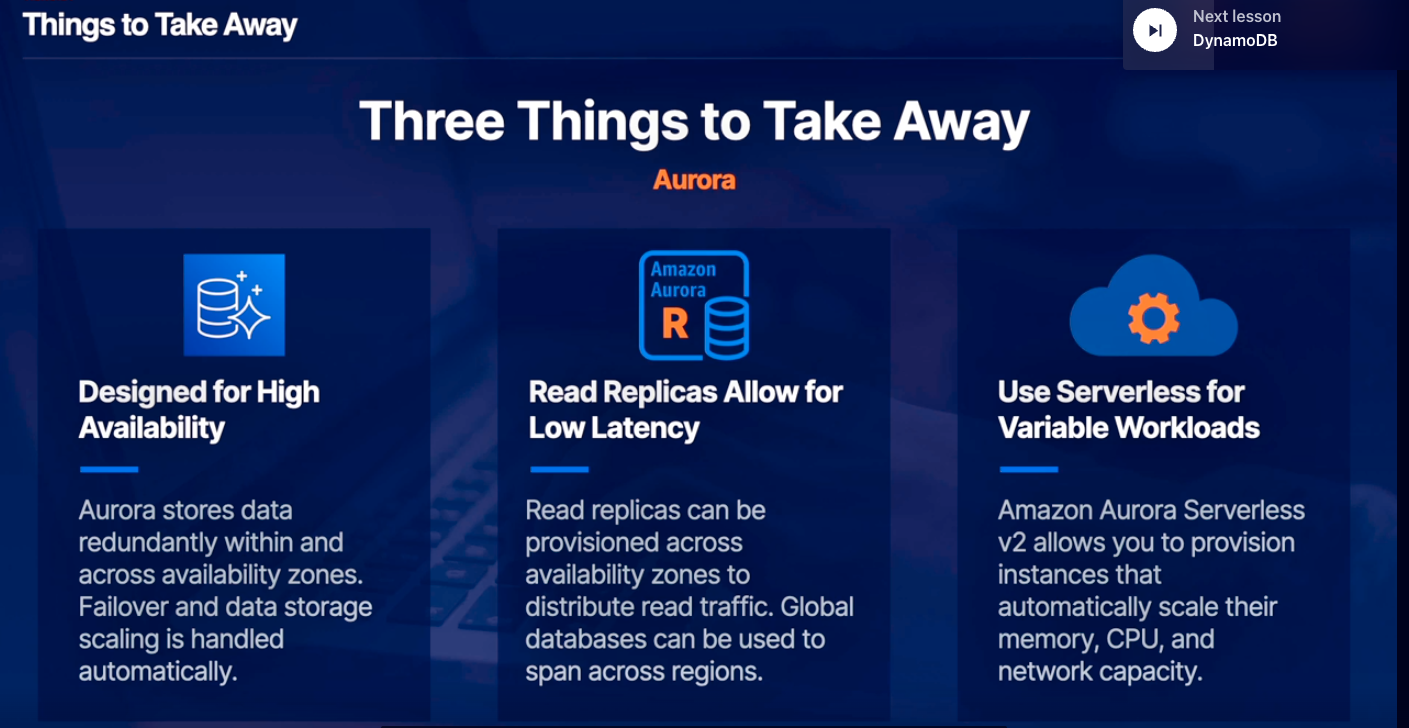 Things to Take Away
Next lesson
DynamoDB
Three Things to Take Away
Aurora
Designed for High
Availability
Aurora stores data
redundantly within and
across availability zones.
Failover and data storage
scaling is handled
automatically.
Amazon
Aurora
R
Read Replicas Allow for
Low Latency
Read replicas can be
provisioned across
availability zones to
distribute read traffic. Global
databases can be used to
span across regions.
Use Serverless for
Variable Workloads
Amazon Aurora Serverless
v2 allows you to provision
instances that
automatically scale their
memory, CPU, and
network capacity.